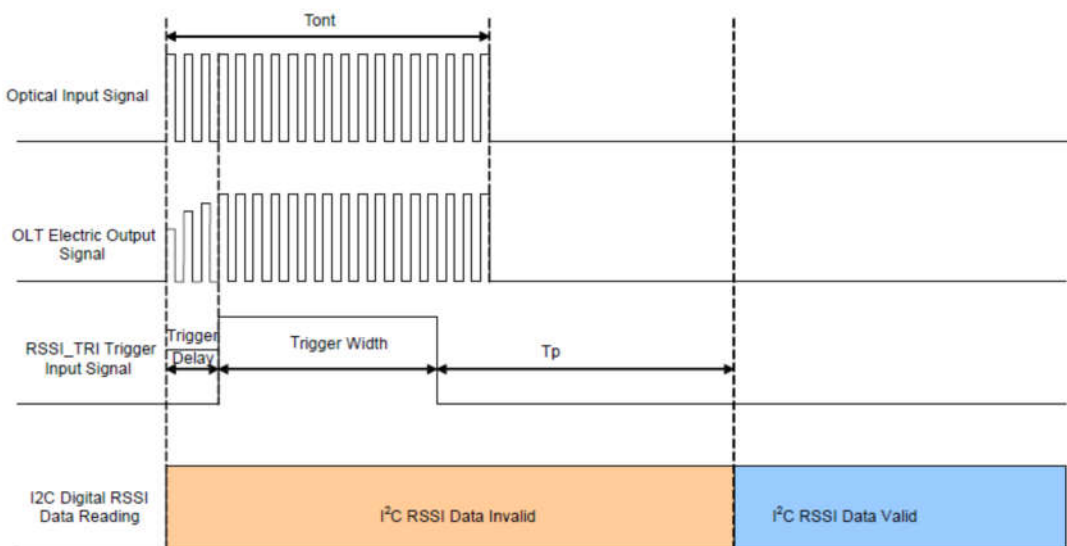 Tont
Optical Input Signal
OLT Electric Output
Signal
Trigger
Delay
Trigger Width
Tp
RSSI_TRI Trigger
Input Signal
I2C Digital RSSI
Data Reading
I²C RSSI Data Invalid
I²C RSSI Data Valid